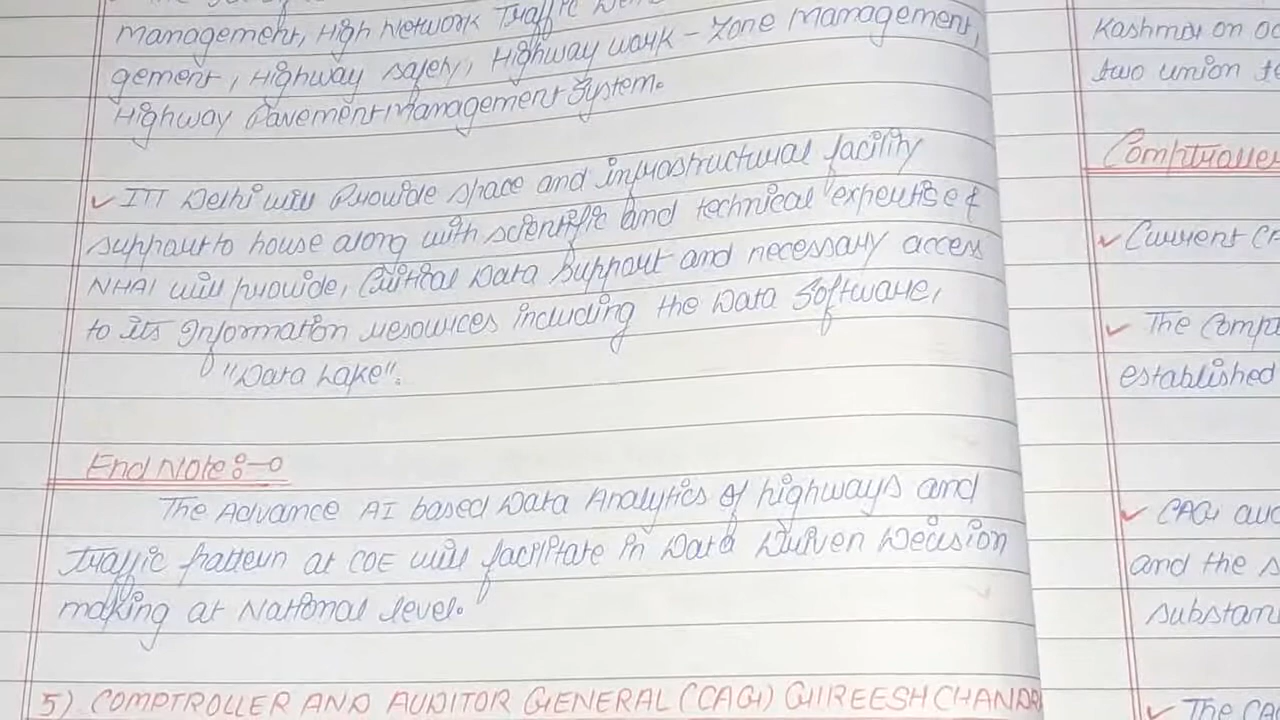 management, High Network Traffic
gement, Highway safety, Highway work - zone management,
Highway Pavement Management System.
✓ IIT Delhi will Provide space and infrastructural facility
support to house along with scientific and technical expertise &
NHAI will provide, Critical Data Support and necessary access
to its Information resources including the Data Software,
"Data Lake".
End Note :-
The Advance AI based Data Analytics of highways and
Traffic pattern at COE will facilitate in Data Driven Decision
making at National level.
5) COMPTROLLER AND AUDITOR GENERAL (CAG) GIREESH CHANDR
Kashmir on
two union te
Comptroller
✓ Current CA
✓ The Comp
established
✓ CAG au
and the s
substan
✓ The CA